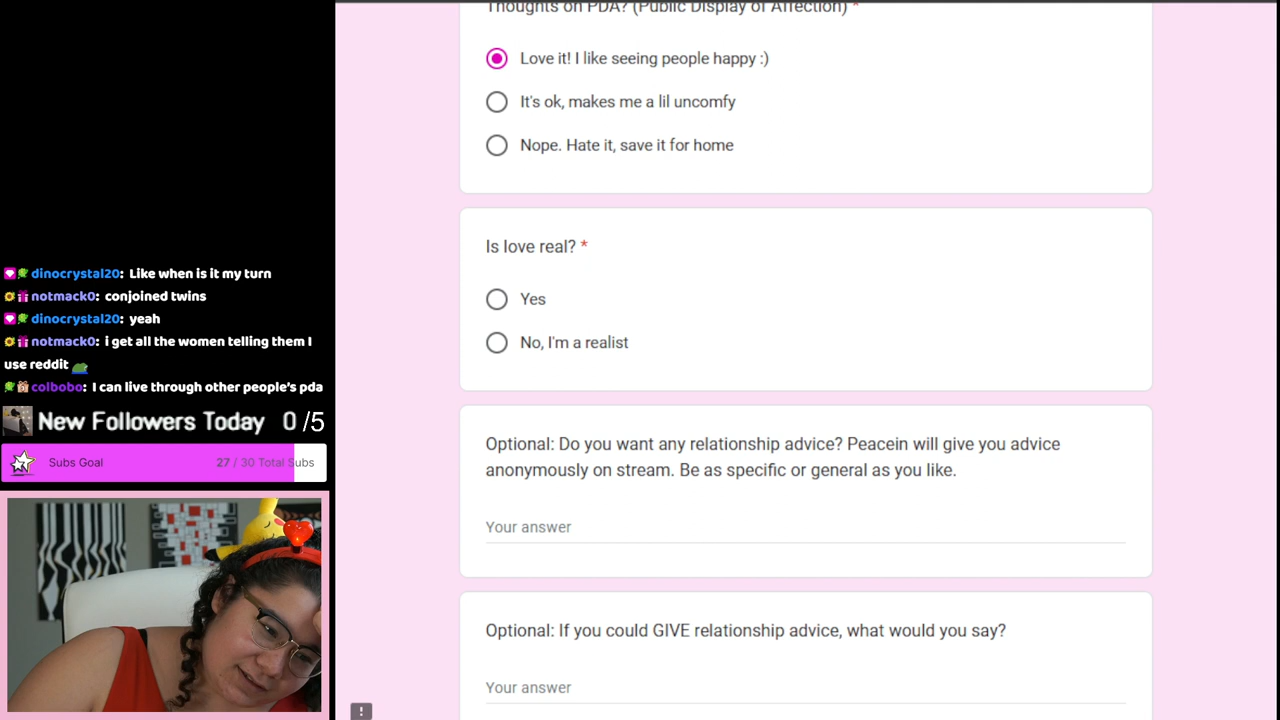 Thoughts on PDA? (Public Display of Affection) *
Love it! I like seeing people happy :)
It's ok, makes me a lil uncomfy
Nope. Hate it, save it for home
Is love real? *
Yes
No, I'm a realist
Optional: Do you want any relationship advice? Peacein will give you advice
anonymously on stream. Be as specific or general as you like.
Your answer
Optional: If you could GIVE relationship advice, what would you say?
Your answer
dinocrystal20: Like when is it my turn
notmack0: conjoined twins
dinocrystal20: yeah
notmack0: i get all the women telling them I
use reddit
colbobo: I can live through other people's pda
New Followers Today 0 /5
Subs Goal 27 / 30 Total Subs
!